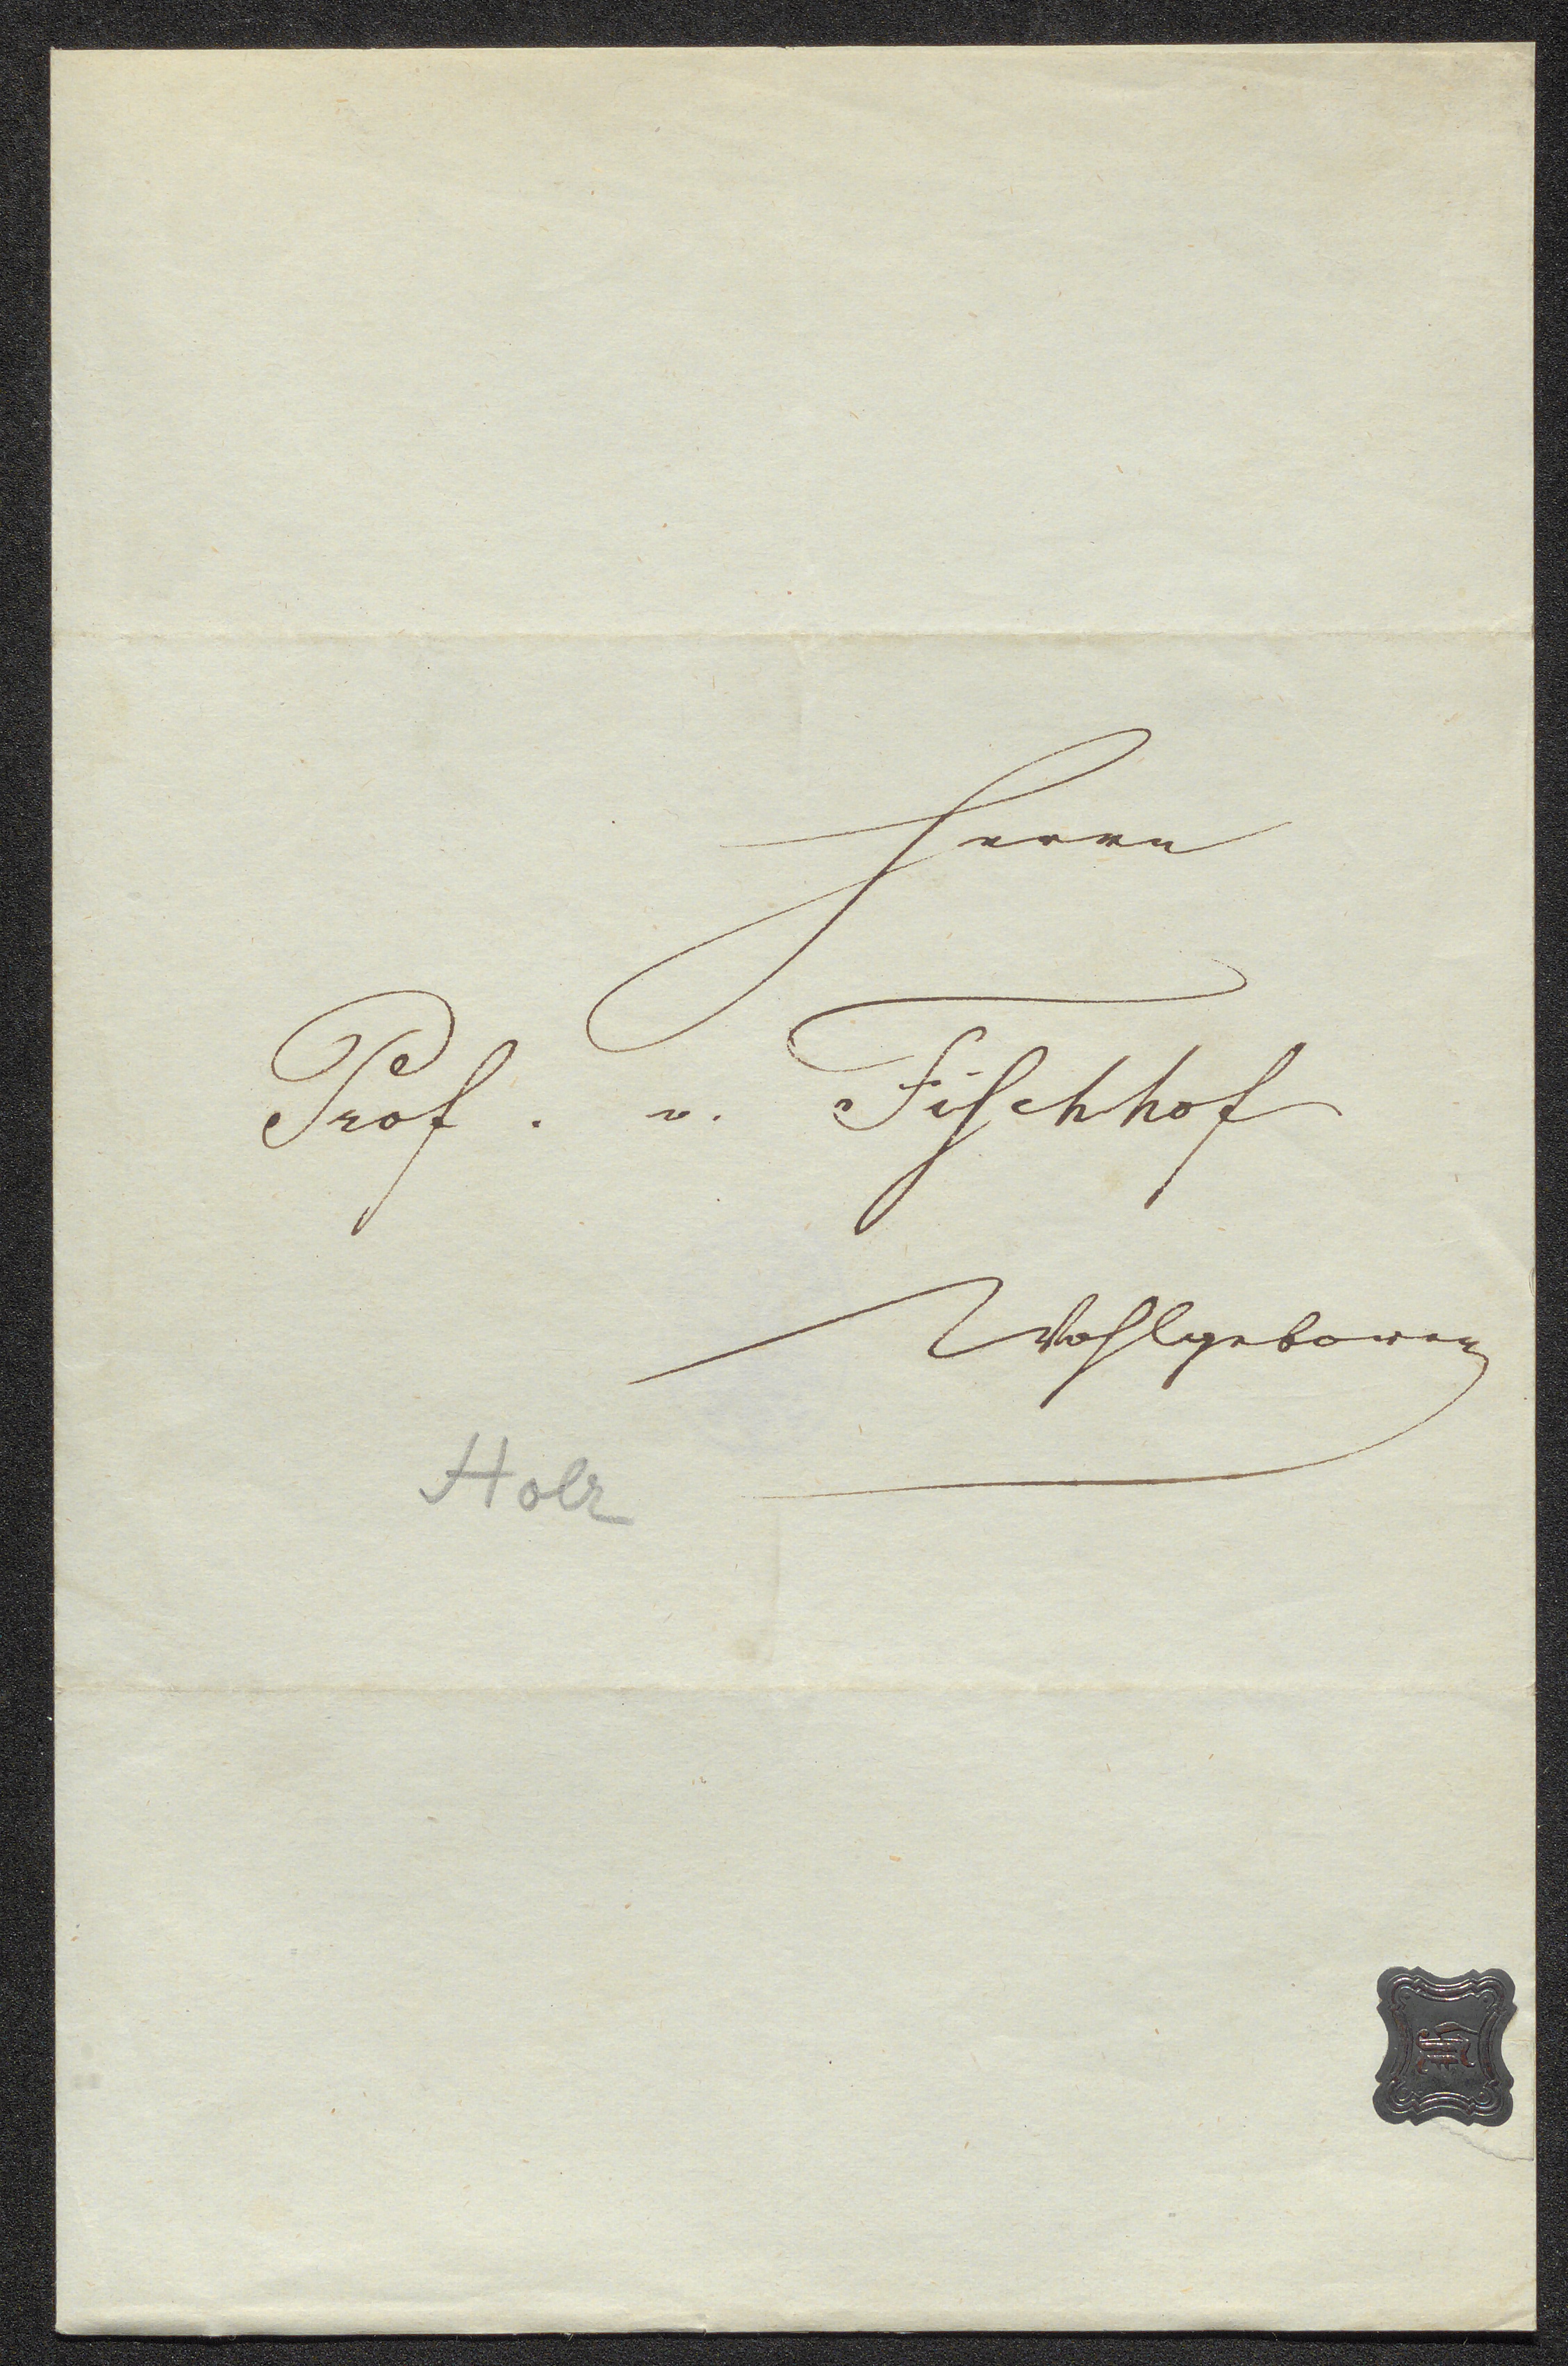 Herrn
Prof. v. Fischhof
Wohlgeboren
Holz
H